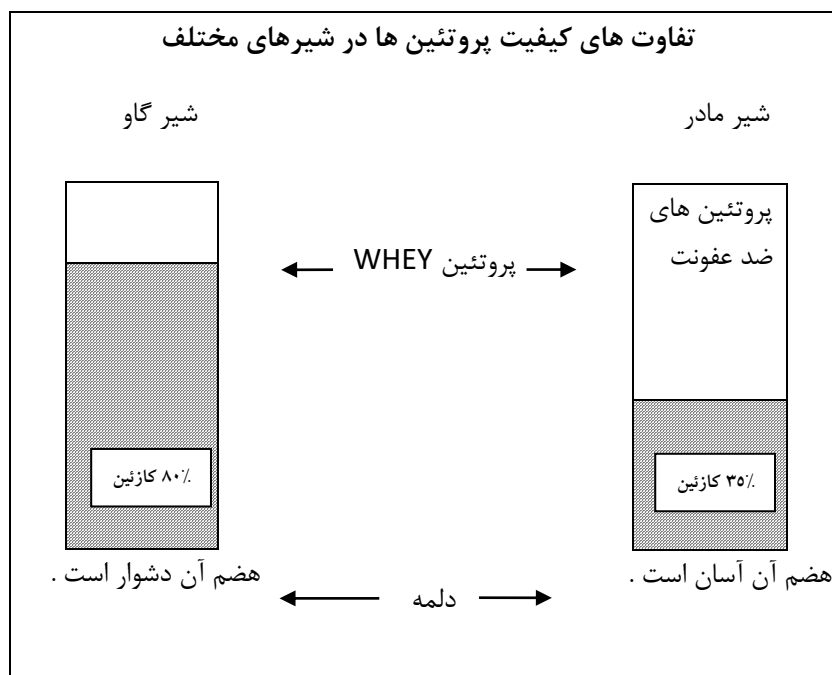 تفاوت های کیفیت پروتئین ها در شیرهای مختلف
شیر مادر
شیر گاو
پروتئین های
ضد عفونت
پروتئین WHEY
۳۵٪ کازئین
۸۰٪ کازئین
هضم آن آسان است .
هضم آن دشوار است .
دلمه